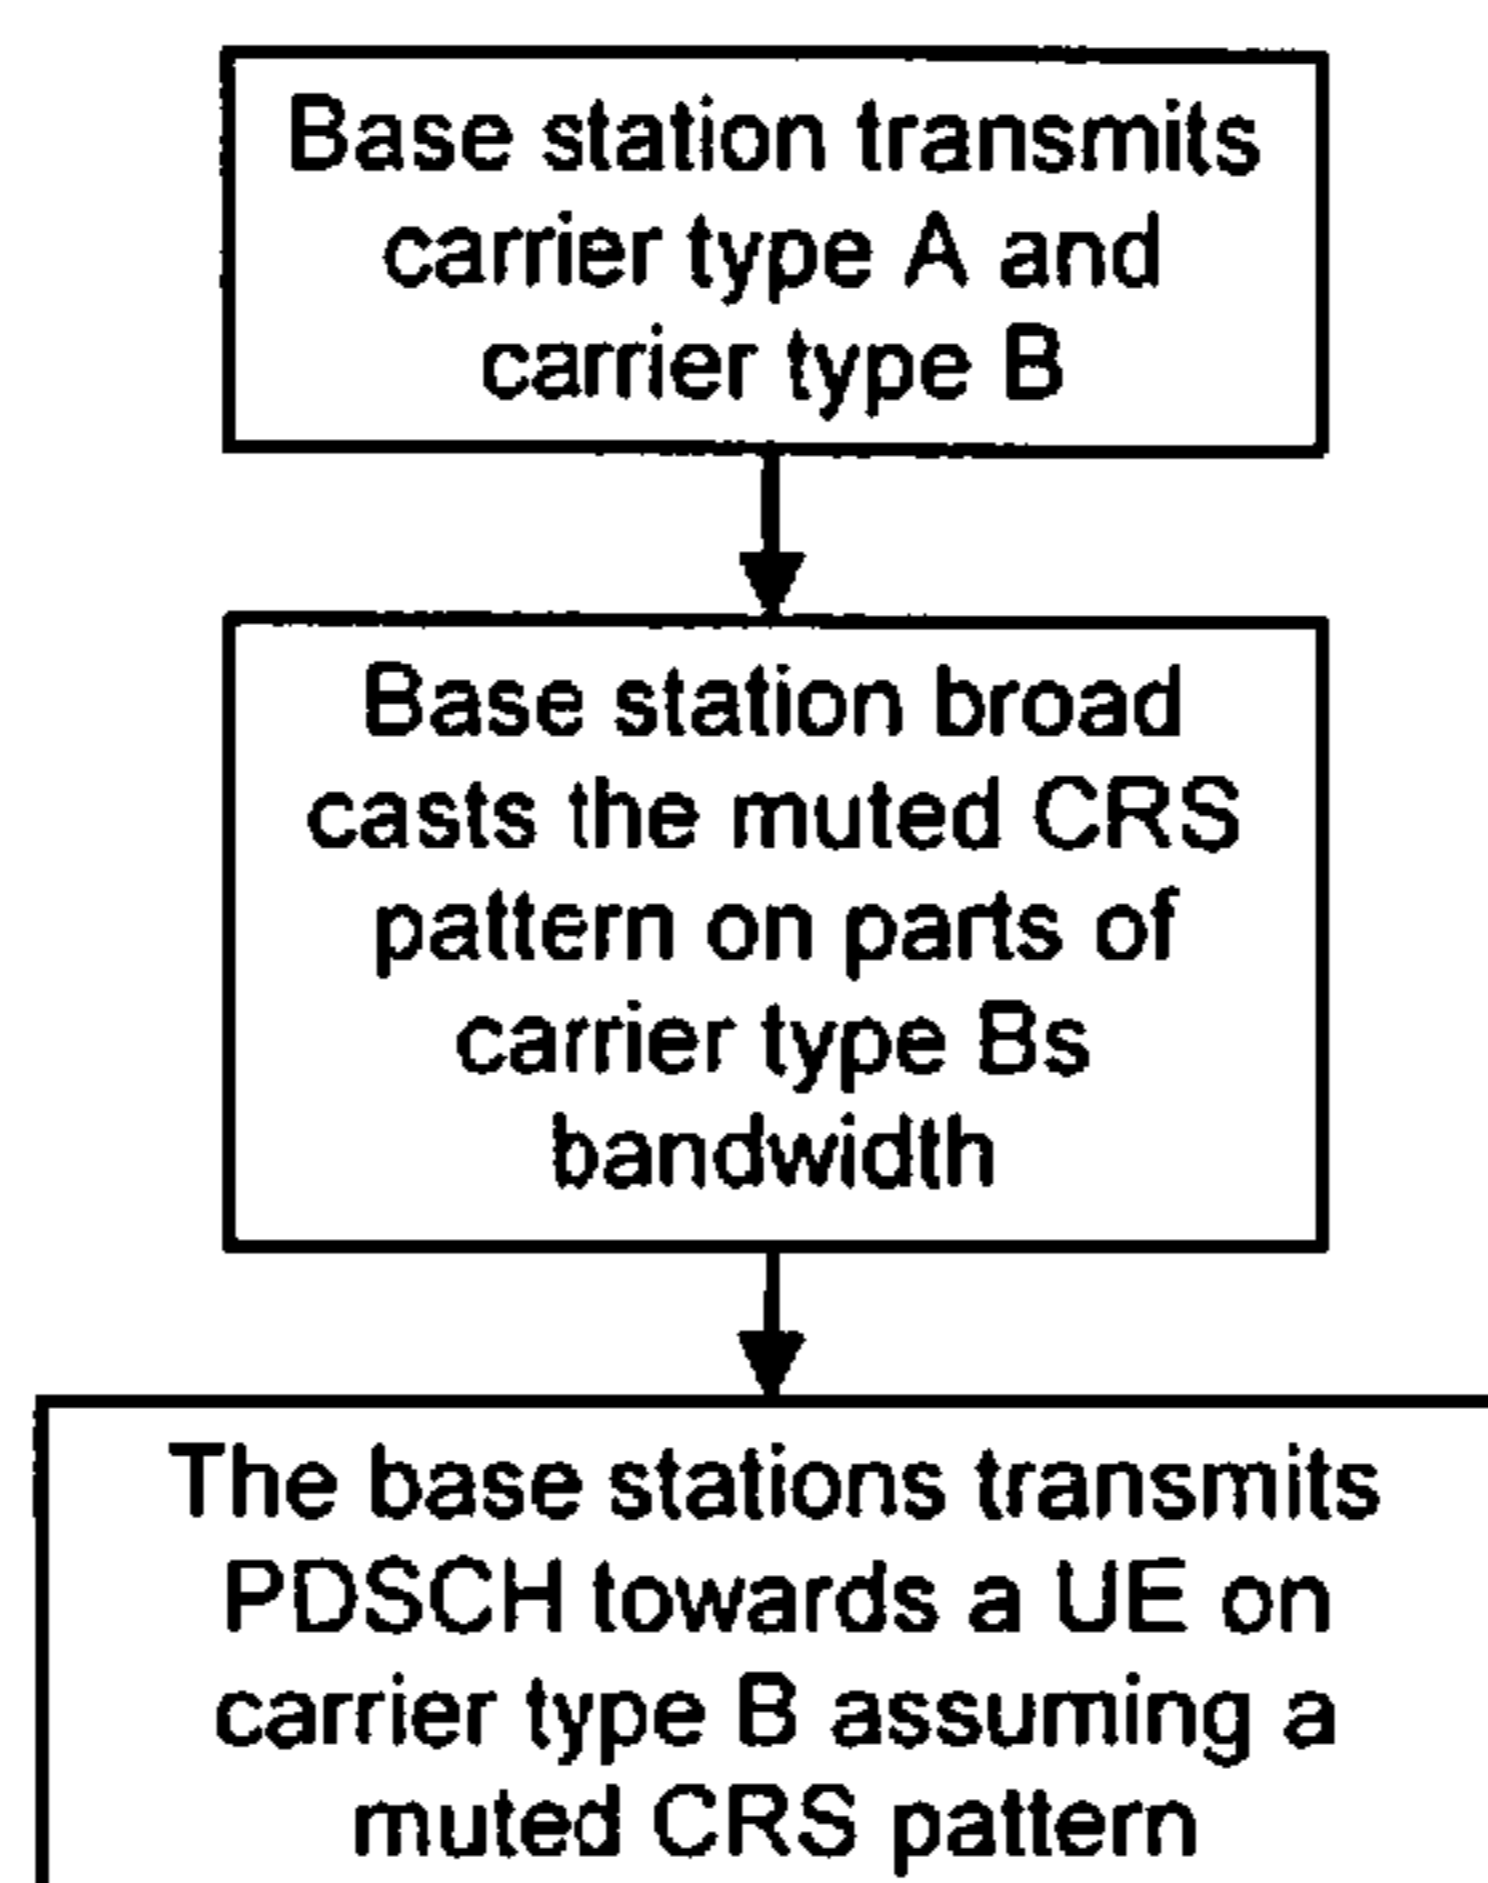 Base station transmits
carrier type A and
carrier type B
Base station broad
casts the muted CRS
pattern on parts of
carrier type Bs
bandwidth
The base stations transmits
PDSCH towards a UE on
carrier type B assuming a
muted CRS pattern